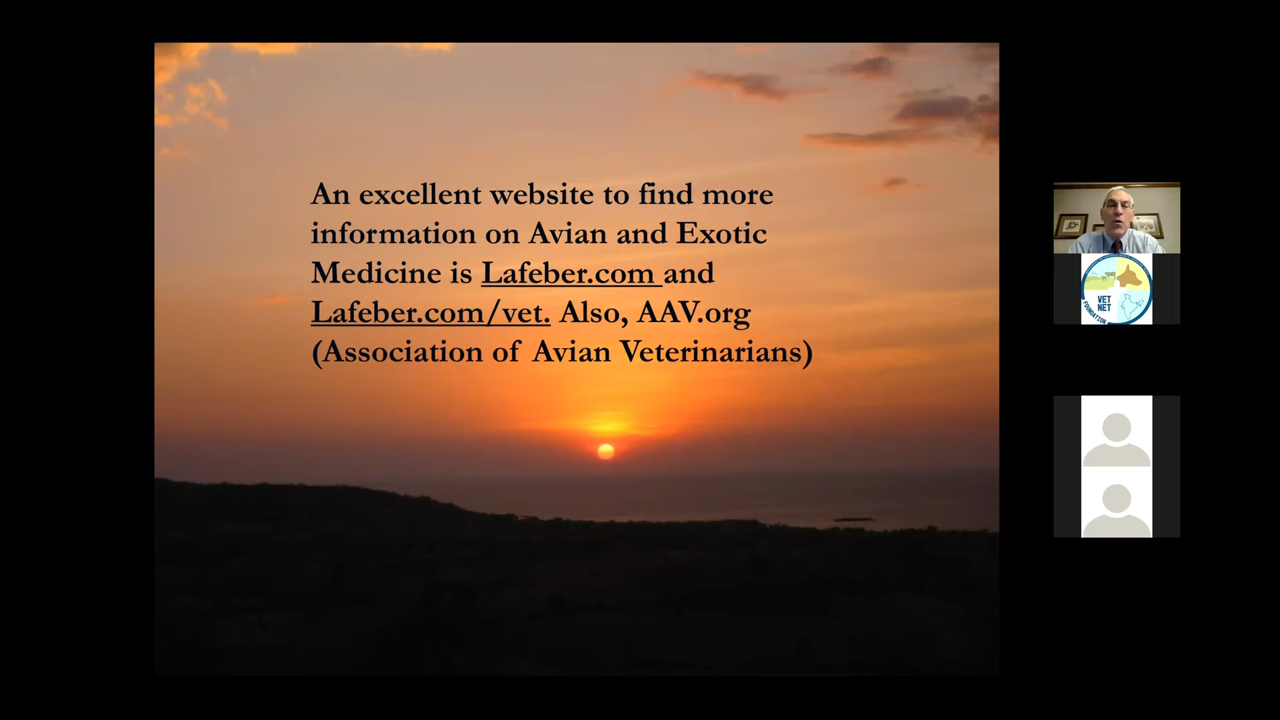 An excellent website to find more
information on Avian and Exotic
Medicine is Lafeber.com and
Lafeber.com/vet. Also, AAV.org
(Association of Avian Veterinarians)
VET
NET
FOUNDATION